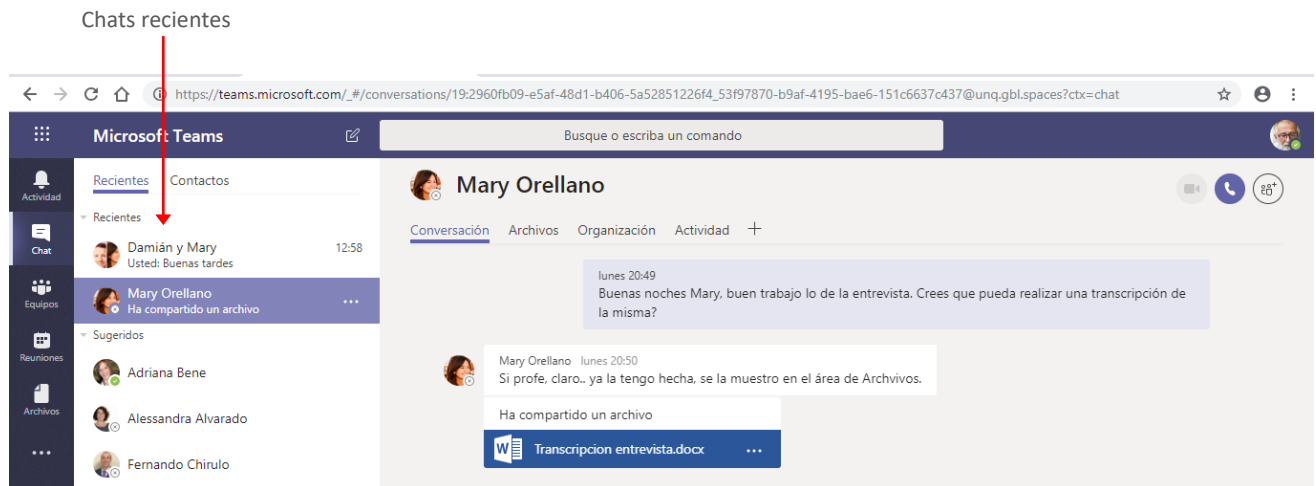 Chats recientes
https://teams.microsoft.com/_#/conversations/19:2960fb09-e5af-48d1-b406-5a52851226f4_53f97870-b9af-4195-bae6-151c6637c437@unq.gbl.spaces?ctx=chat
Microsoft Teams
Busque o escriba un comando
Actividad
Chat
Equipos
Reuniones
Archivos
Recientes Contactos
Recientes
Damián y Mary 12:58
Usted: Buenas tardes
Mary Orellano
Ha compartido un archivo
Sugeridos
Adriana Bene
Alessandra Alvarado
Fernando Chirulo
Mary Orellano
Conversación Archivos Organización Actividad
lunes 20:49
Buenas noches Mary, buen trabajo lo de la entrevista. Crees que pueda realizar una transcripción de
la misma?
Mary Orellano lunes 20:50
Si profe, claro.. ya la tengo hecha, se la muestro en el área de Archvivos.
Ha compartido un archivo
Transcripcion entrevista.docx